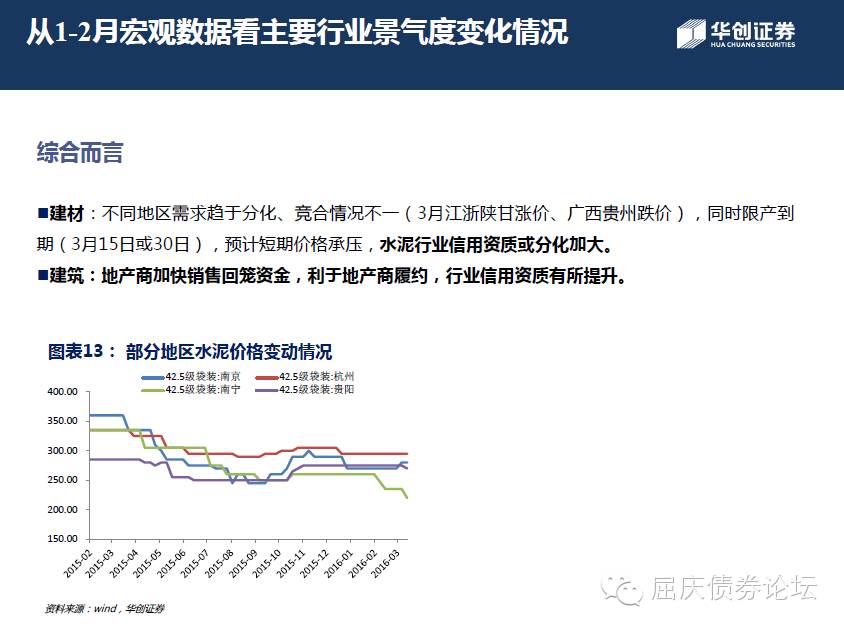 从1-2月宏观数据看主要行业景气度变化情况
华创证券
HUA CHUANG SECURITIES
综合而言
■建材：不同地区需求趋于分化、竞合情况不一（3月江浙陕甘涨价、广西贵州跌价），同时限产到
期（3月15日或30日），预计短期价格承压，水泥行业信用资质或分化加大。
■建筑：地产商加快销售回笼资金，利于地产商履约，行业信用资质有所提升。
图表13： 部分地区水泥价格变动情况
42.5级袋装:南京 42.5级袋装:杭州
42.5级袋装:南宁 42.5级袋装:贵阳
400.00
350.00
300.00
250.00
200.00
150.00
2015-02 2015-03 2015-04 2015-05 2015-06 2015-07 2015-08 2015-09 2015-10 2015-11 2015-12 2016-01 2016-02 2016-03
资料来源：wind，华创证券
屈庆债券论坛